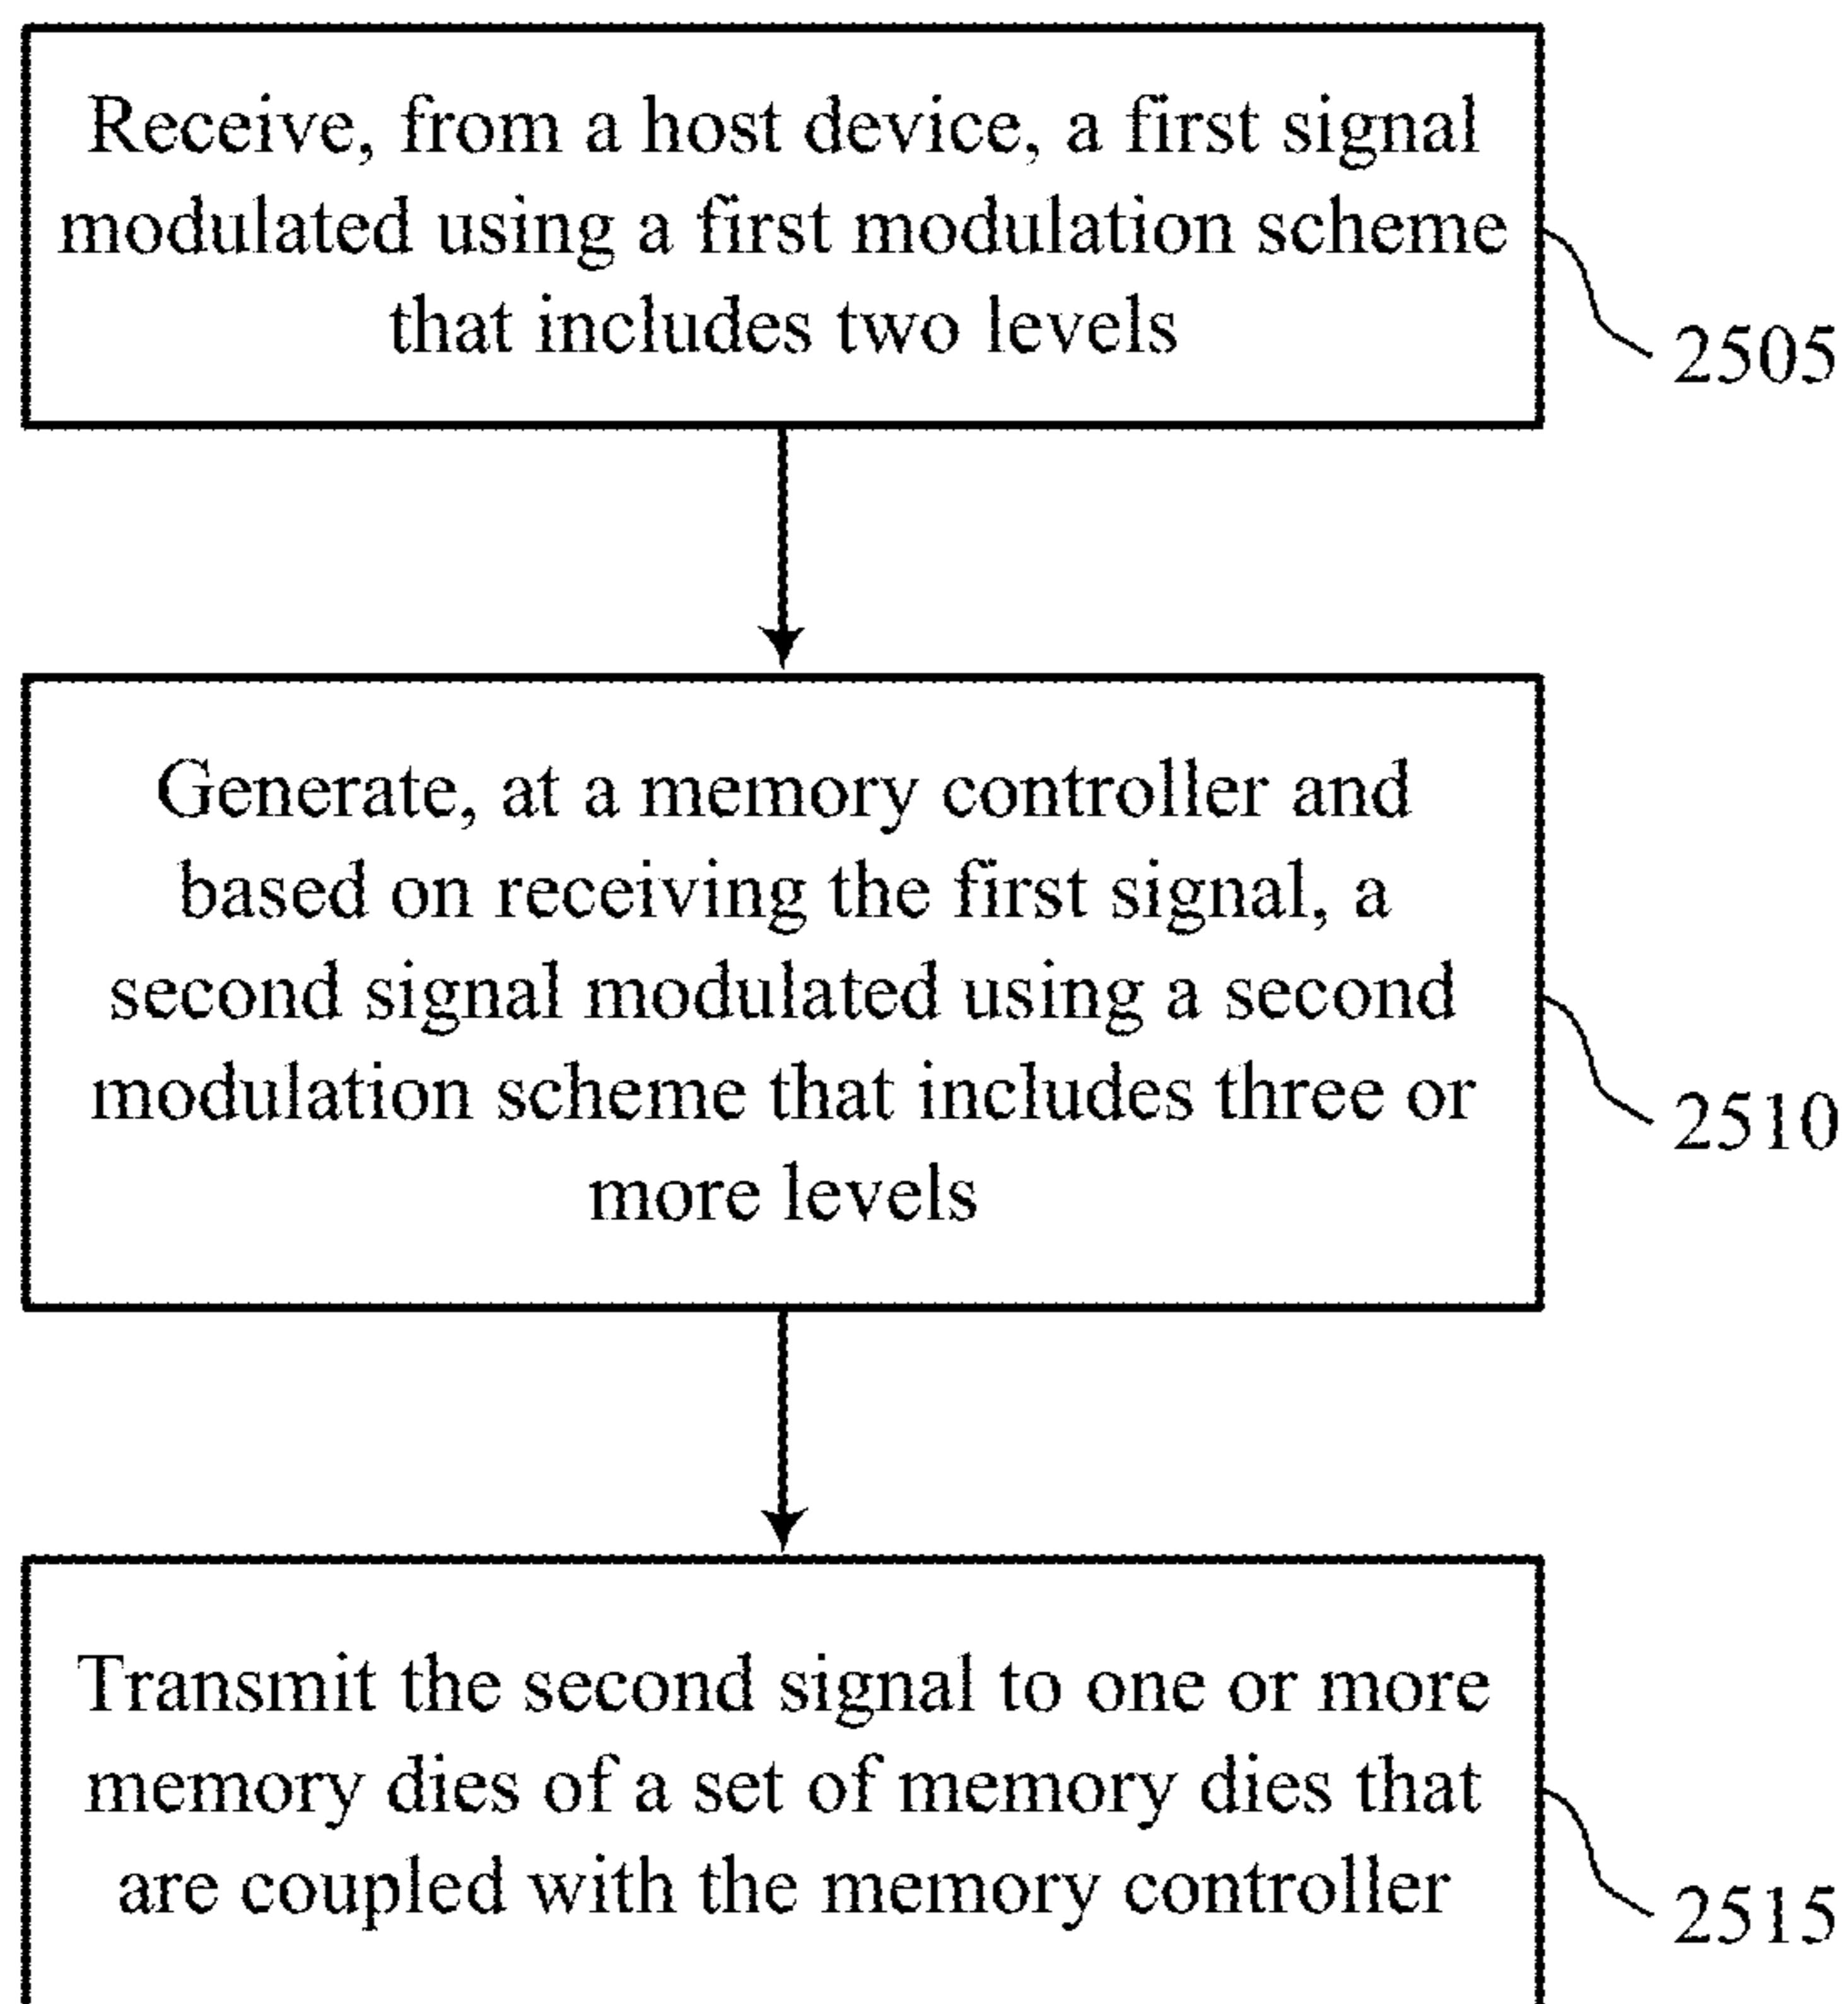 Receive, from a host device, a first signal
modulated using a first modulation scheme
that includes two levels
2505
Generate, at a memory controller and
based on receiving the first signal, a
second signal modulated using a second
modulation scheme that includes three or
more levels
2510
Transmit the second signal to one or more
memory dies of a set of memory dies that
are coupled with the memory controller
2515